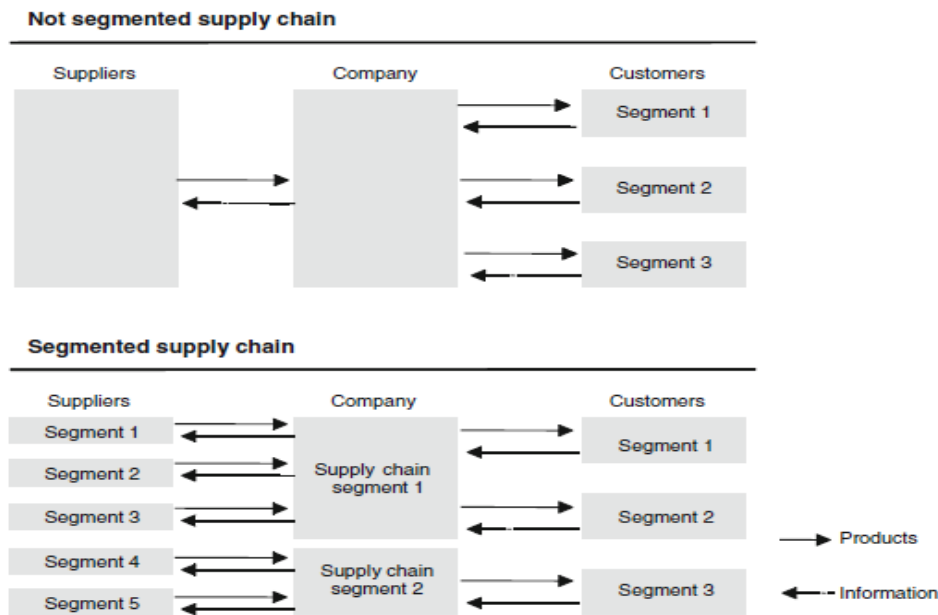 Not segmented supply chain
Suppliers
Company
Customers
Segment 1
Segment 2
Segment 3
Segmented supply chain
Suppliers
Company
Customers
Segment 1
Segment 2
Segment 3
Segment 4
Segment 5
Supply chain
segment 1
Supply chain
segment 2
Segment 1
Segment 2
Segment 3
Products
Information